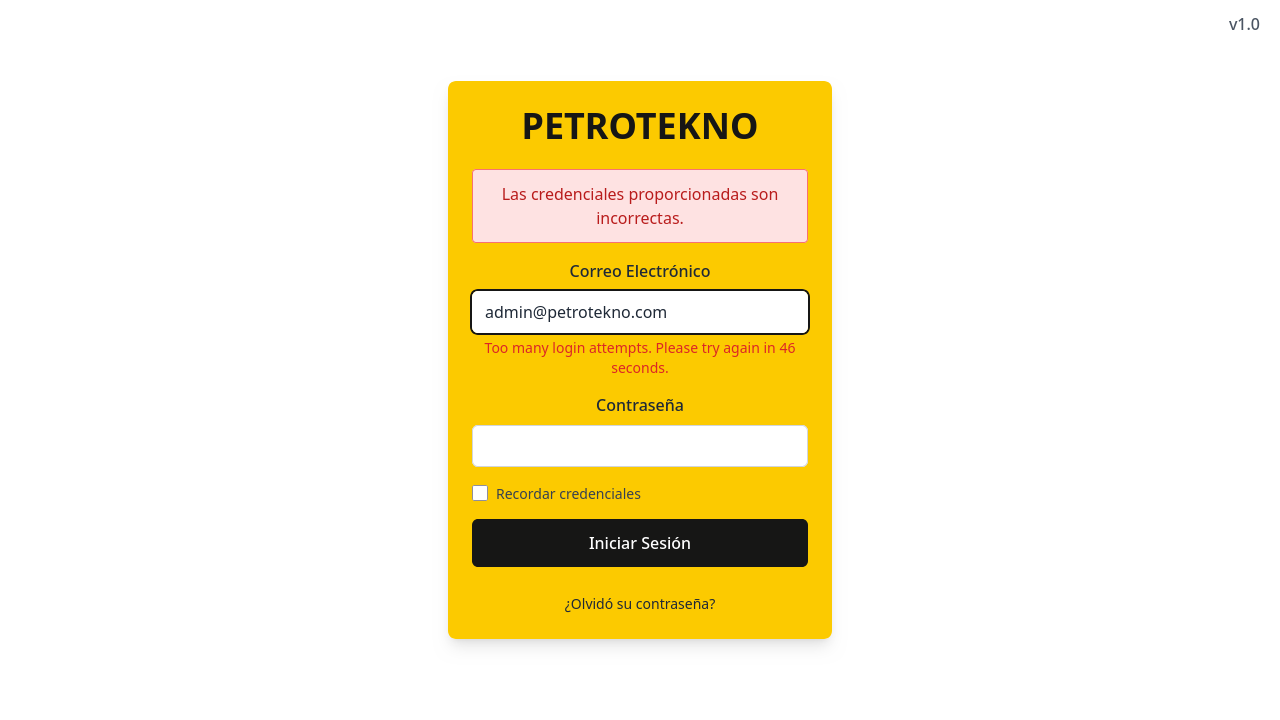 v1.0
PETROTEKNO
Las credenciales proporcionadas son
incorrectas.
Correo Electrónico
admin@petrotekno.com
Too many login attempts. Please try again in 46
seconds.
Contraseña
Recordar credenciales
Iniciar Sesión
¿Olvidó su contraseña?